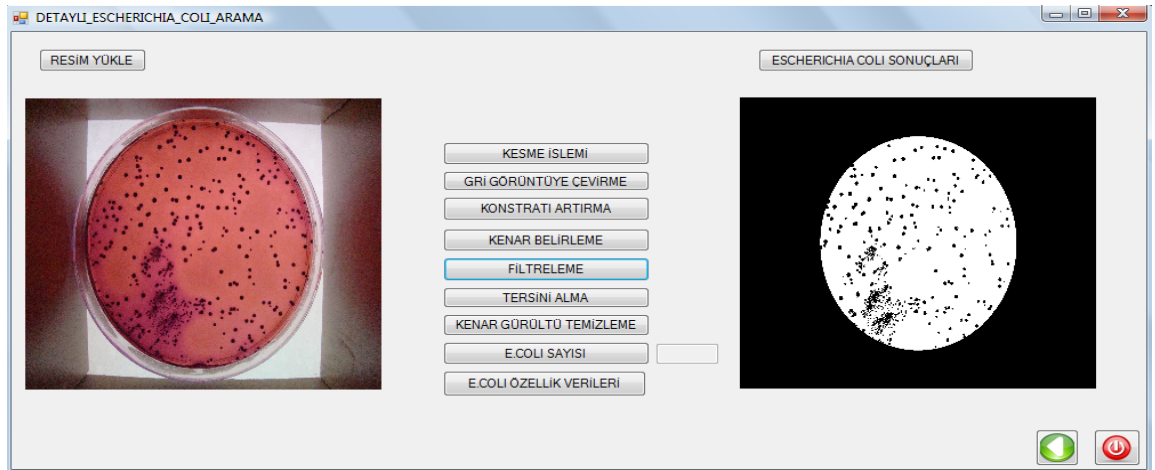 DETAYLI_ESCHERICHIA_COLI_ARAMA
RESİM YÜKLE
ESCHERICHIA COLI SONUÇLARI
KESME İSLEMİ
GRİ GÖRÜNTÜYE ÇEVİRME
KONSTRATI ARTIRMA
KENAR BELİRLEME
FİLTRELEME
TERSİNİ ALMA
KENAR GÜRÜLTÜ TEMİZLEME
E.COLI SAYISI
E.COLI ÖZELLİK VERİLERİ